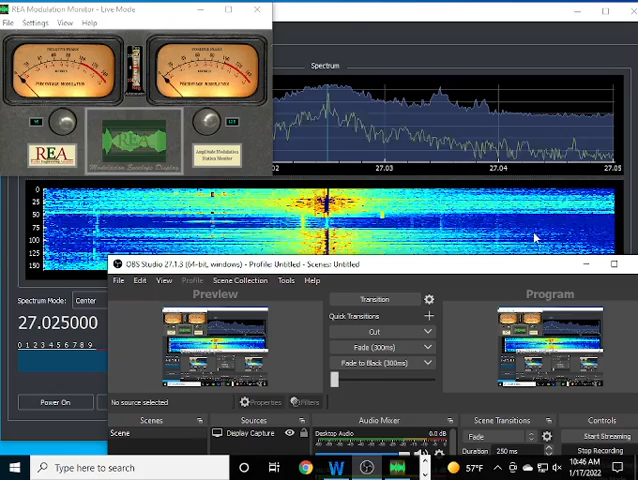 REA Modulation Monitor - Live Mode
File Settings View Help
REA
Amplitude Modulation
Station Monitor
Modulation Envelope Display
Spectrum
27.03 27.04 27.05
0
25
50
75
100
125
150
Spectrum Mode: Center
27.025000
0 1 2 3 4 5 6 7 8 9
Power On
OBS Studio 27.1.3 (64-bit, windows) - Profile: Untitled - Scenes: Untitled
File Edit View Profile Scene Collection Tools Help
Preview
Transition
Program
Quick Transitions
Cut
Fade (300ms)
Fade to Black (300ms)
No source selected
Properties
Filters
Scenes
Sources
Audio Mixer
Scene Transitions
Controls
Scene
Display Capture
Desktop Audio
0.0 dB
Fade
Start Streaming
Duration 250 ms
Stop Recording
Type here to search
57°F
10:46 AM
1/17/2022